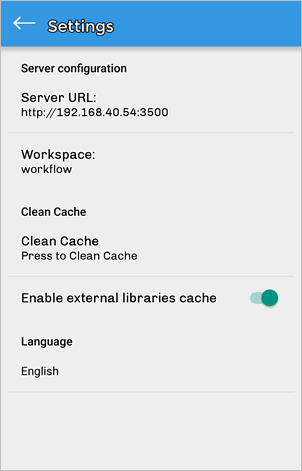 Settings
Server configuration
Server URL:
http://192.168.40.54:3500
Workspace:
workflow
Clean Cache
Clean Cache
Press to Clean Cache
Enable external libraries cache
Language
English